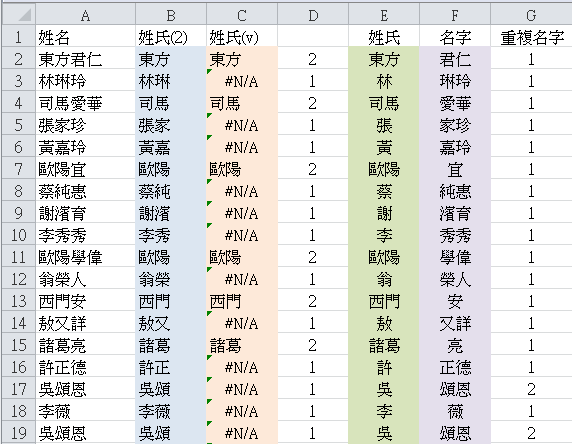 A B C D E F G
1 姓名 姓氏(2) 姓氏(v) 姓氏 名字 重複名字
2 東方君仁 東方 東方 2 東方 君仁 1
3 林琳玲 林琳 #N/A 1 林 琳玲 1
4 司馬愛華 司馬 司馬 2 司馬 愛華 1
5 張家珍 張家 #N/A 1 張 家珍 1
6 黃嘉玲 黃嘉 #N/A 1 黃 嘉玲 1
7 歐陽宜 歐陽 歐陽 2 歐陽 宜 1
8 蔡純惠 蔡純 #N/A 1 蔡 純惠 1
9 謝濱育 謝濱 #N/A 1 謝 濱育 1
10 李秀秀 李秀 #N/A 1 李 秀秀 1
11 歐陽學偉 歐陽 歐陽 2 歐陽 學偉 1
12 翁榮人 翁榮 #N/A 1 翁 榮人 1
13 西門安 西門 西門 2 西門 安 1
14 敖又詳 敖又 #N/A 1 敖 又詳 1
15 諸葛亮 諸葛 諸葛 2 諸葛 亮 1
16 許正德 許正 #N/A 1 許 正德 1
17 吳頌恩 吳頌 #N/A 1 吳 頌恩 2
18 李薇 李薇 #N/A 1 李 薇 1
19 吳頌恩 吳頌 #N/A 1 吳 頌恩 2